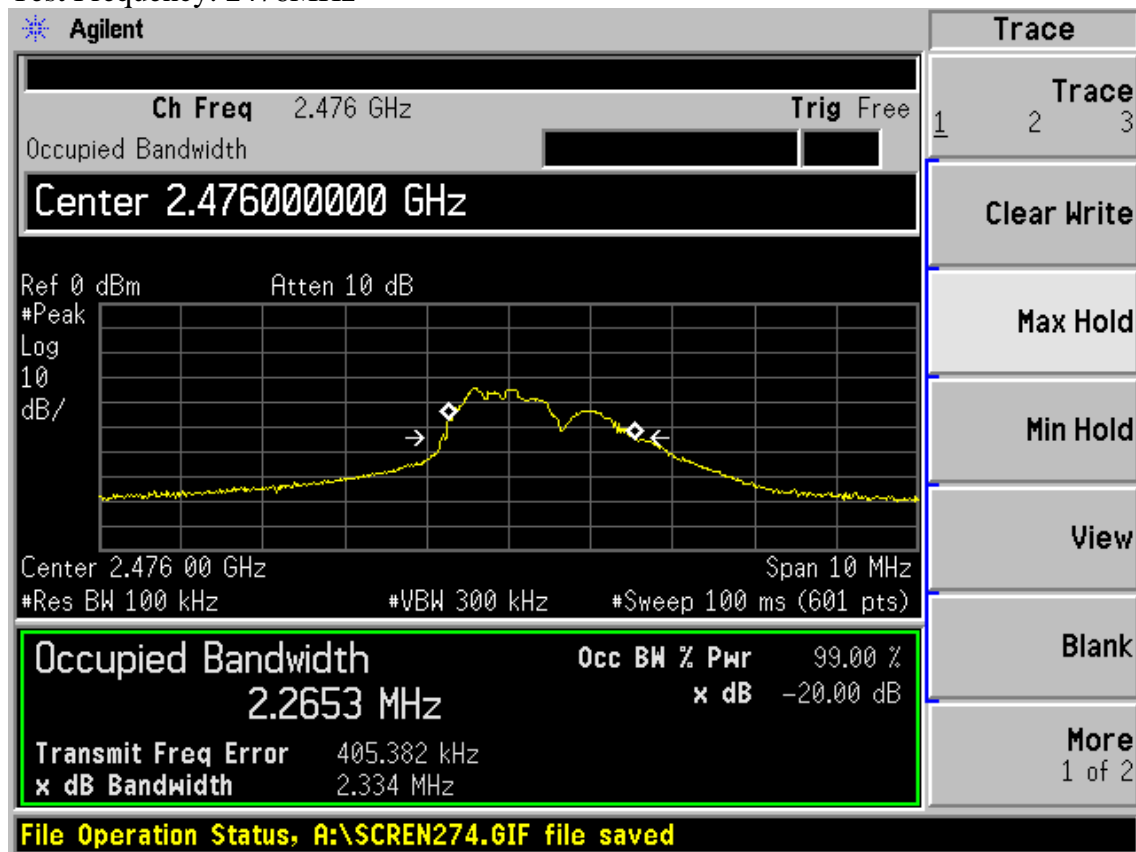 Test Frequency: 2476MHz
Agilent
Trace
Ch Freq 2.476 GHz Trig Free
Occupied Bandwidth
Center 2.476000000 GHz
Ref 0 dBm Atten 10 dB
#Peak
Log
10
dB/
Center 2.476 00 GHz Span 10 MHz
#Res BW 100 kHz #VBW 300 kHz #Sweep 100 ms (601 pts)
Occupied Bandwidth Occ BW % Pwr 99.00 %
2.2653 MHz x dB -20.00 dB
Transmit Freq Error 405.382 kHz
x dB Bandwidth 2.334 MHz
File Operation Status, A:\SCREN274.GIF file saved
Trace
1 2 3
Clear Write
Max Hold
Min Hold
View
Blank
More
1 of 2